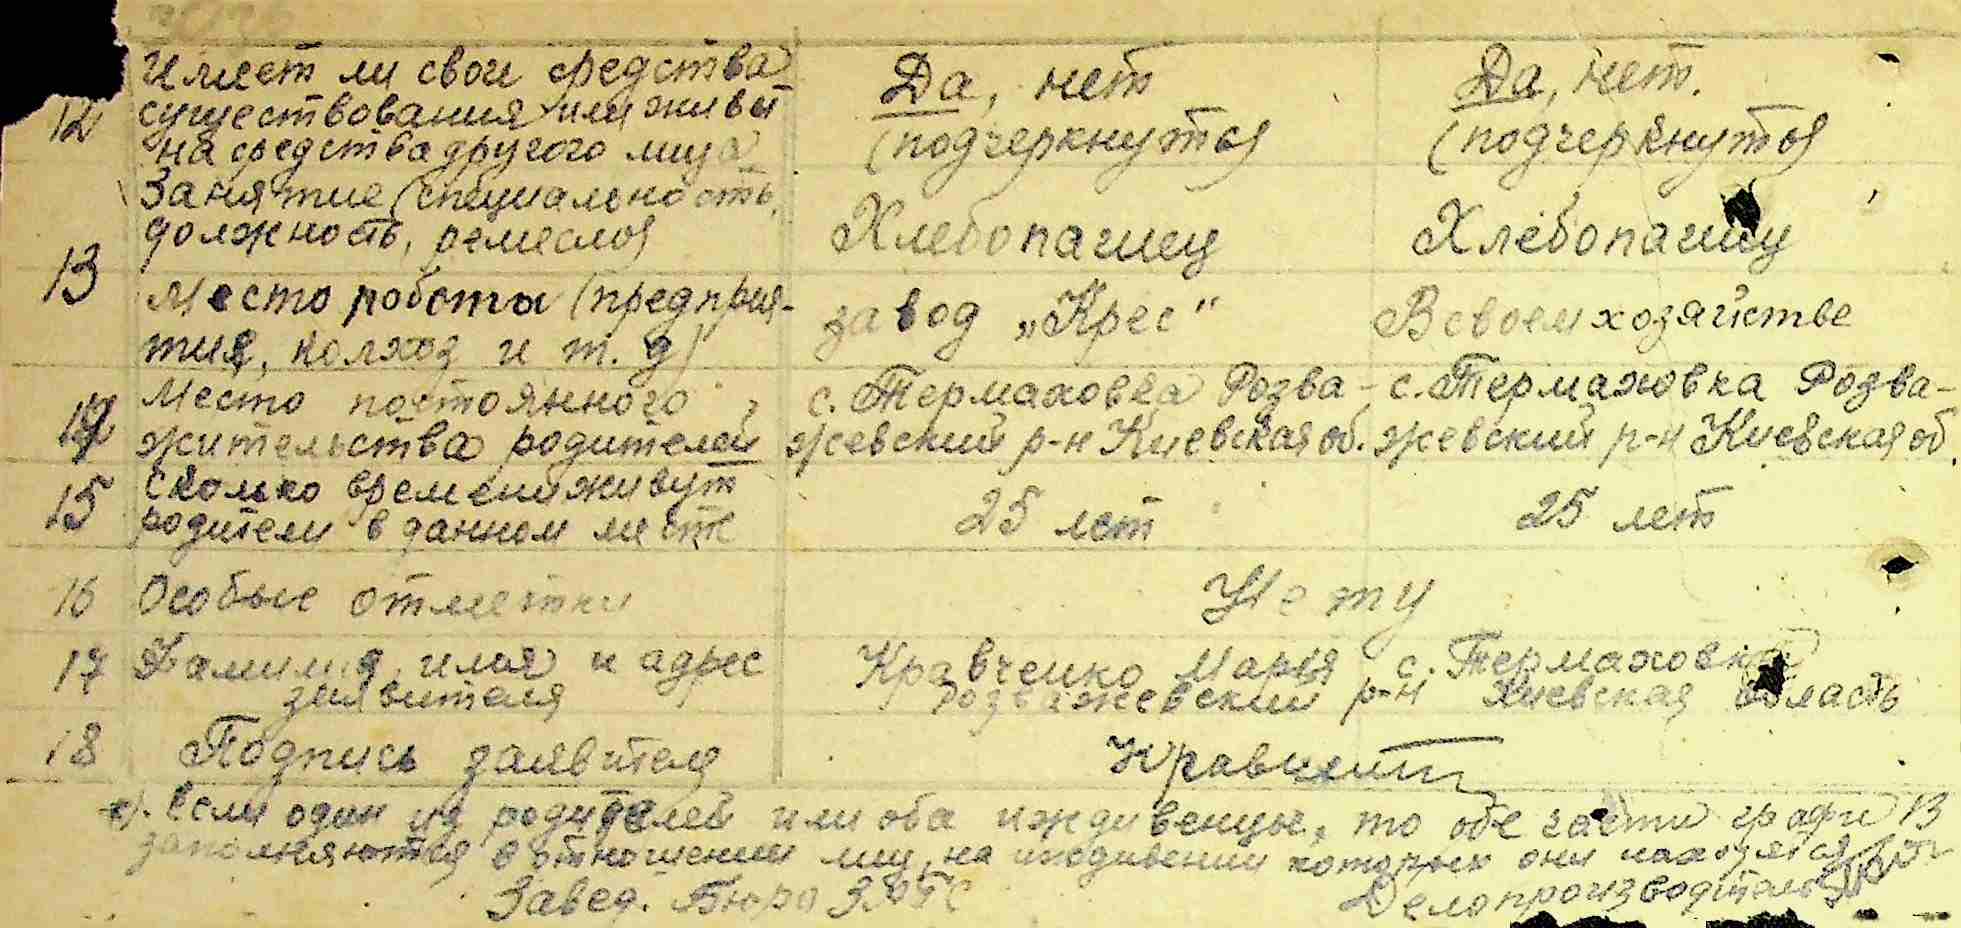 12 Имеет ли свои средства Да, нет Да, нет.
существования или живет (подчеркнуть) (подчеркнуть)
на средства другого лица
13 Занятие (специальность, Хлебопашец Хлебопашец
должность, ремесло)
Место работы (предприя- завод „Крес" В своем хозяйстве
тия, колхоз и т. д)
14 Место постоянного с. Термаховка Розва- с. Термаховка Розва-
жительства родителей жевский р-н Киевская об. жевский р-н Киевская об.
15 Сколько времени живут 25 лет 25 лет
родители в данном месте
16 Особые отметки Нету
17 Фамилия, имя и адрес Кравченко Марія с. Термаховка
заявителя Розважевский р-н Киевская область
18 Подпись заявителя
х). Если один из родителей или оба иждивенцы, то обе части графи 13
заполняются в отношении лиц, на иждивении которых они находятся
Завед. Бюро ЗАГС Делопроизводитель